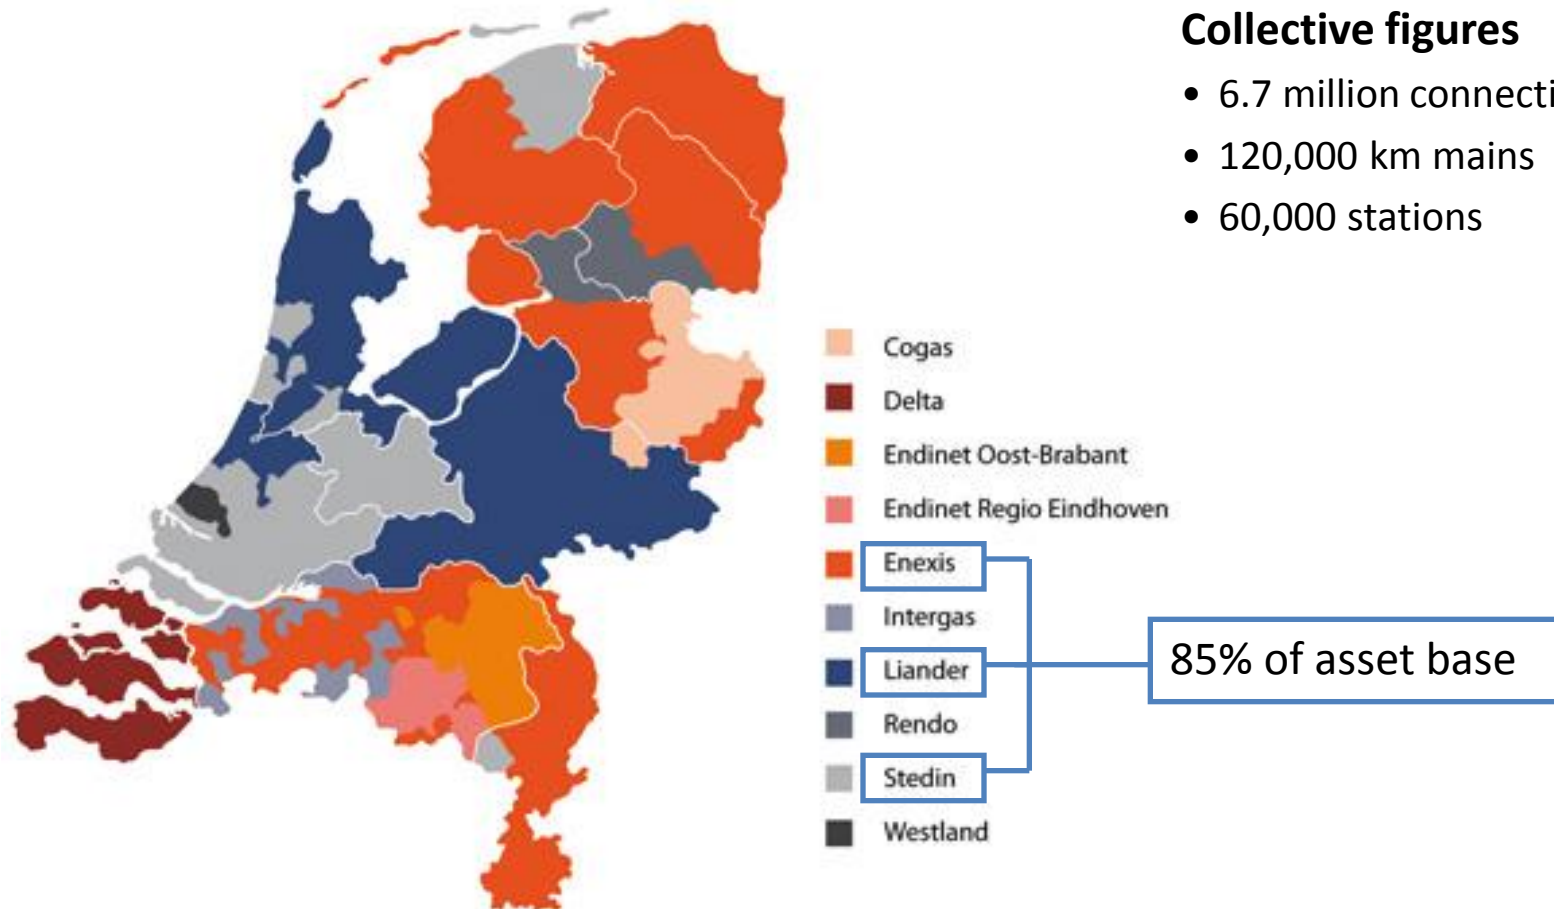 Collective figures
• 6.7 million
• 120,000 km mains
• 60,000 stations
Cogas
Delta
Endinet Oost-Brabant
Endinet Regio Eindhoven
Enexis
Intergas
Liander
Rendo
Stedin
Westland
85% of asset base